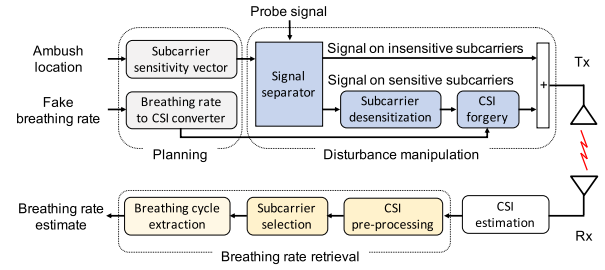 Probe signal
Ambush
location
Subcarrier
sensitivity vector
Signal
separator
Signal on insensitive subcarriers
Tx
Signal on sensitive subcarriers
+
Fake
breathing rate
Breathing rate
to CSI converter
Subcarrier
desensitization
CSI
forgery
Planning
Disturbance manipulation
Breathing rate
estimate
Breathing cycle
extraction
Subcarrier
selection
CSI
pre-processing
CSI
estimation
Rx
Breathing rate retrieval